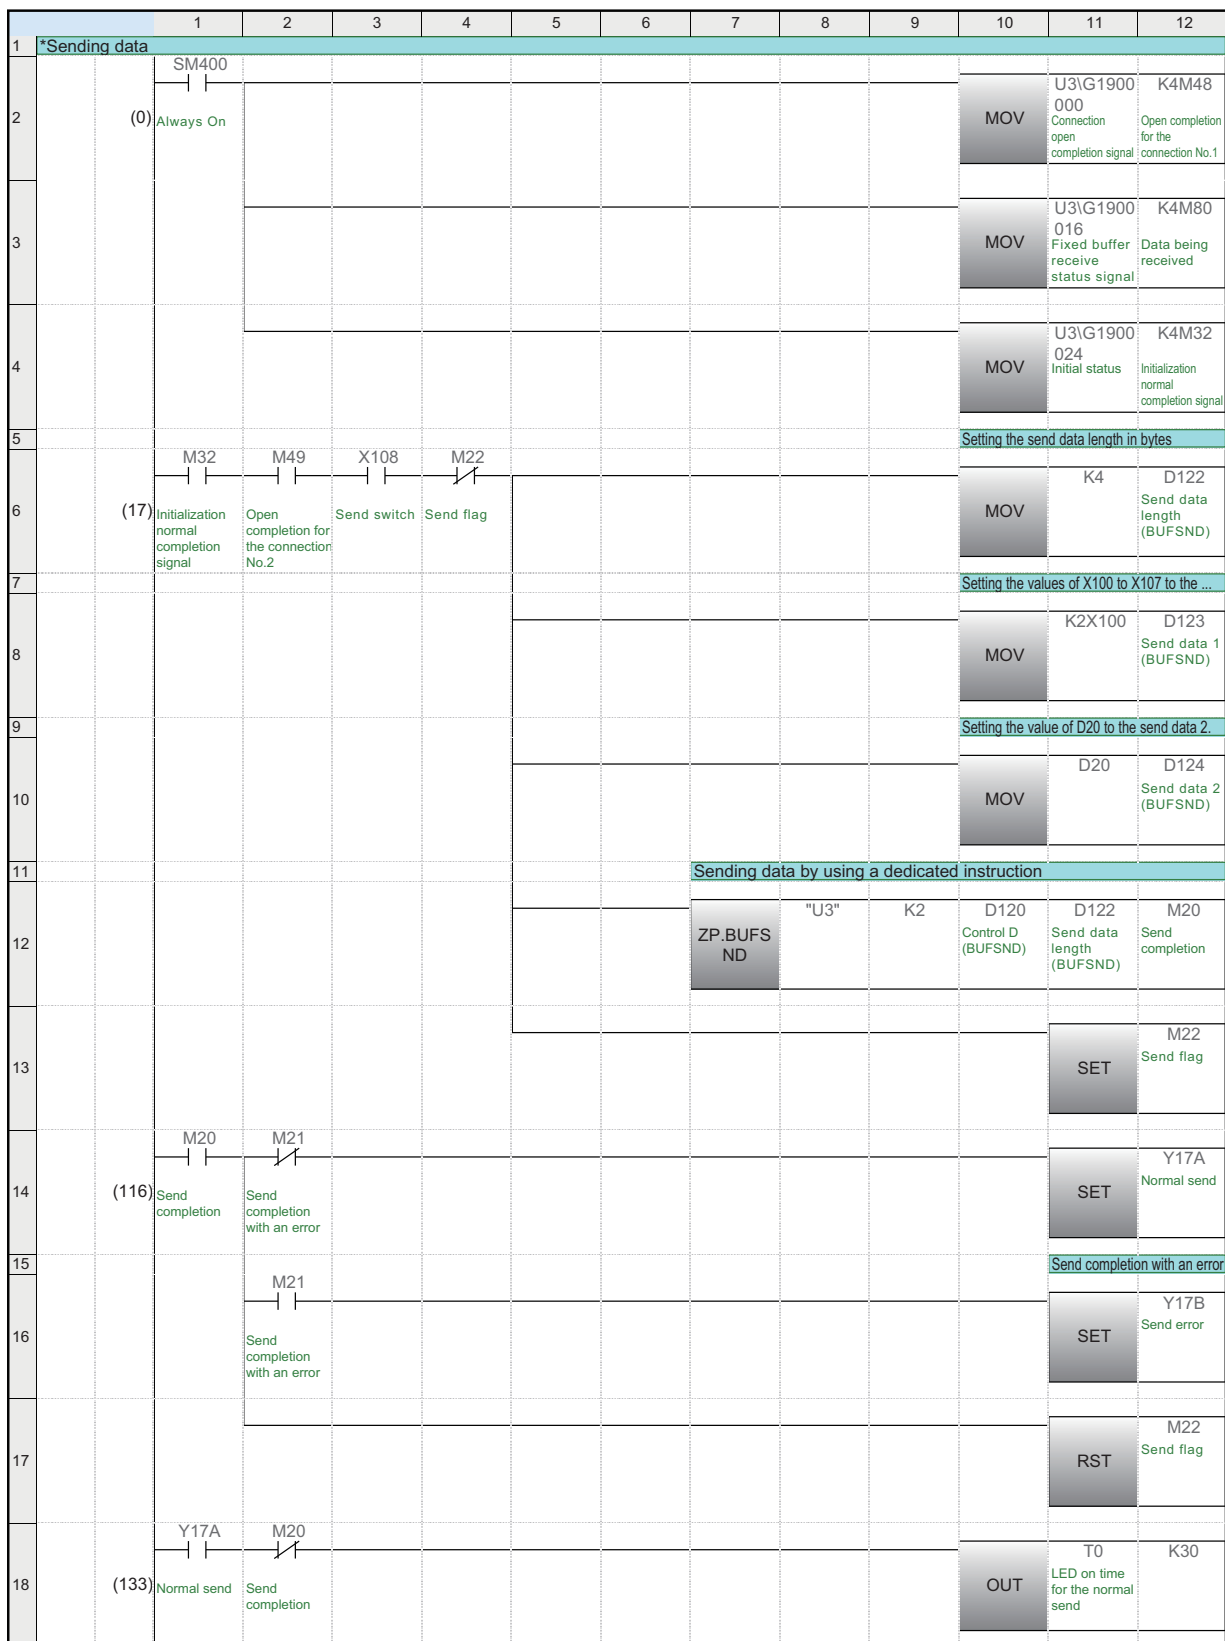 1 2 3 4 5 6 7 8 9 10 11 12
1 *Sending data
SM400 U3\G1900 K4M48
000
2 (0) Always On MOV Connection Open completion
open for the
completion signal connection No.1
U3\G1900 K4M80
016
3 MOV Fixed buffer Data being
receive received
status signal
U3\G1900 K4M32
024
4 MOV Initial status Initialization
normal
completion signal
5 Setting the send data length in bytes
M32 M49 X108 M22 K4 D122
6 (17) Initialization Open Send switch Send flag MOV Send data
normal completion for length
completion the connection (BUFSND)
signal No.2
7 Setting the values of X100 to X107 to the ...
K2X100 D123
8 MOV Send data 1
(BUFSND)
9 Setting the value of D20 to the send data 2.
D20 D124
10 MOV Send data 2
(BUFSND)
11 Sending data by using a dedicated instruction
"U3" K2 D120 D122 M20
12 ZP.BUFS Control D Send data Send
ND (BUFSND) length completion
(BUFSND)
M22
13 SET Send flag
M20 M21 Y17A
14 (116) Send Send SET Normal send
completion completion
with an error
15 Send completion with an error
M21 Y17B
16 Send SET Send error
completion
with an error
M22
17 RST Send flag
Y17A M20 T0 K30
18 (133) Normal send Send OUT LED on time
completion for the normal
send